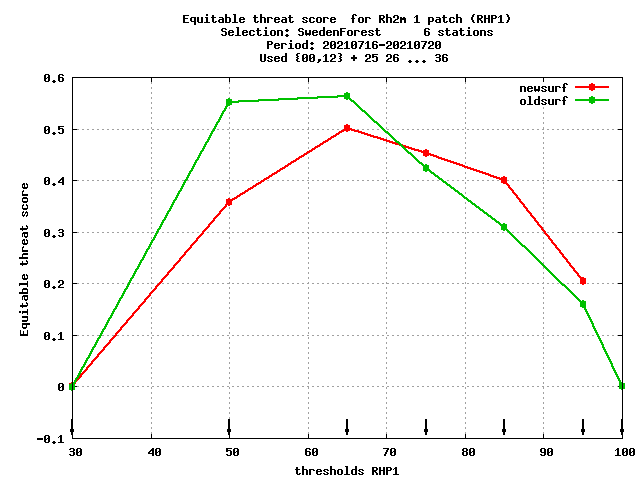 Equitable threat score  for Rh2m 1 patch (RHP1)
Selection: SwedenForest      6 stations
Period: 20210716-20210720
Used {00,12} + 25 26 ... 36
newsurf
oldsurf
0.6
0.5
0.4
0.3
0.2
0.1
0
-0.1
Equitable threat score
30 40 50 60 70 80 90 100
thresholds RHP1